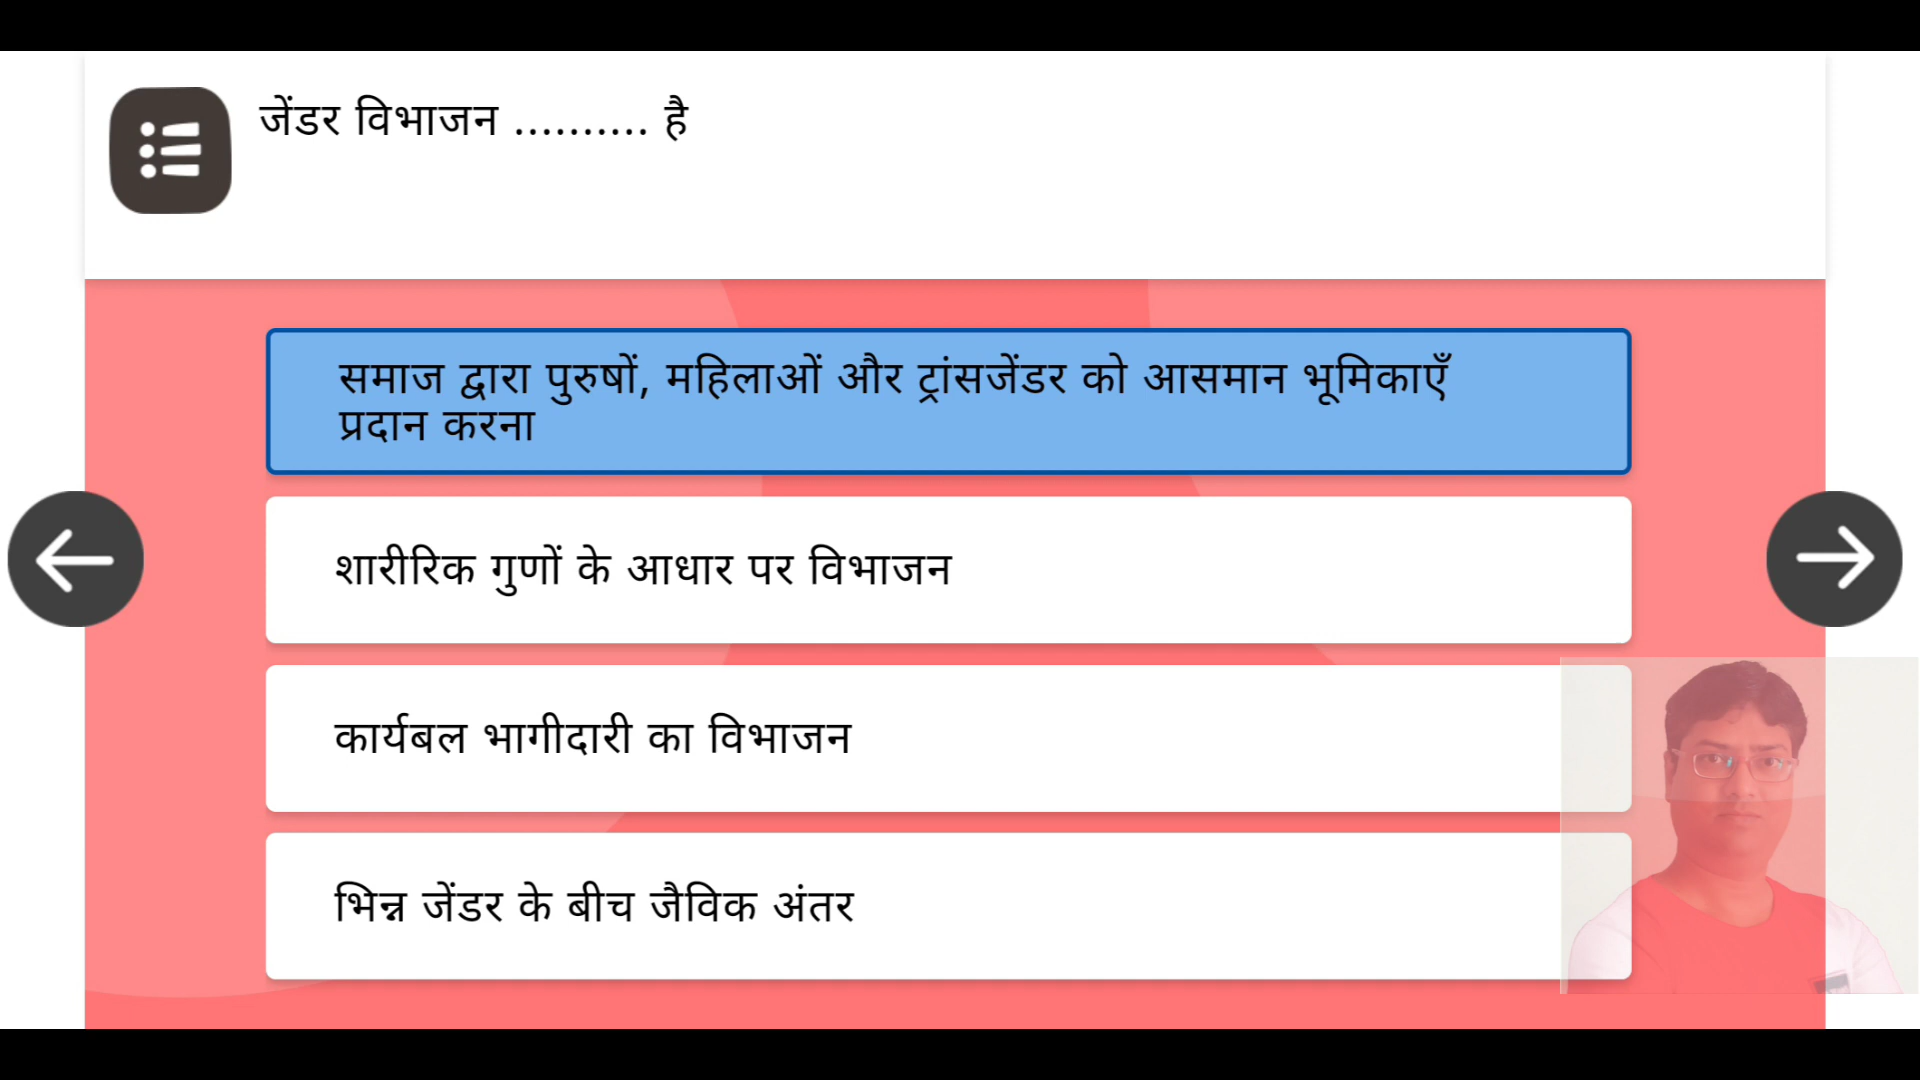 जेंडर विभाजन .......... है
समाज द्वारा पुरुषों, महिलाओं और ट्रांसजेंडर को आसमान भूमिकाएँ
प्रदान करना
शारीरिक गुणों के आधार पर विभाजन
कार्यबल भागीदारी का विभाजन
भिन्न जेंडर के बीच जैविक अंतर